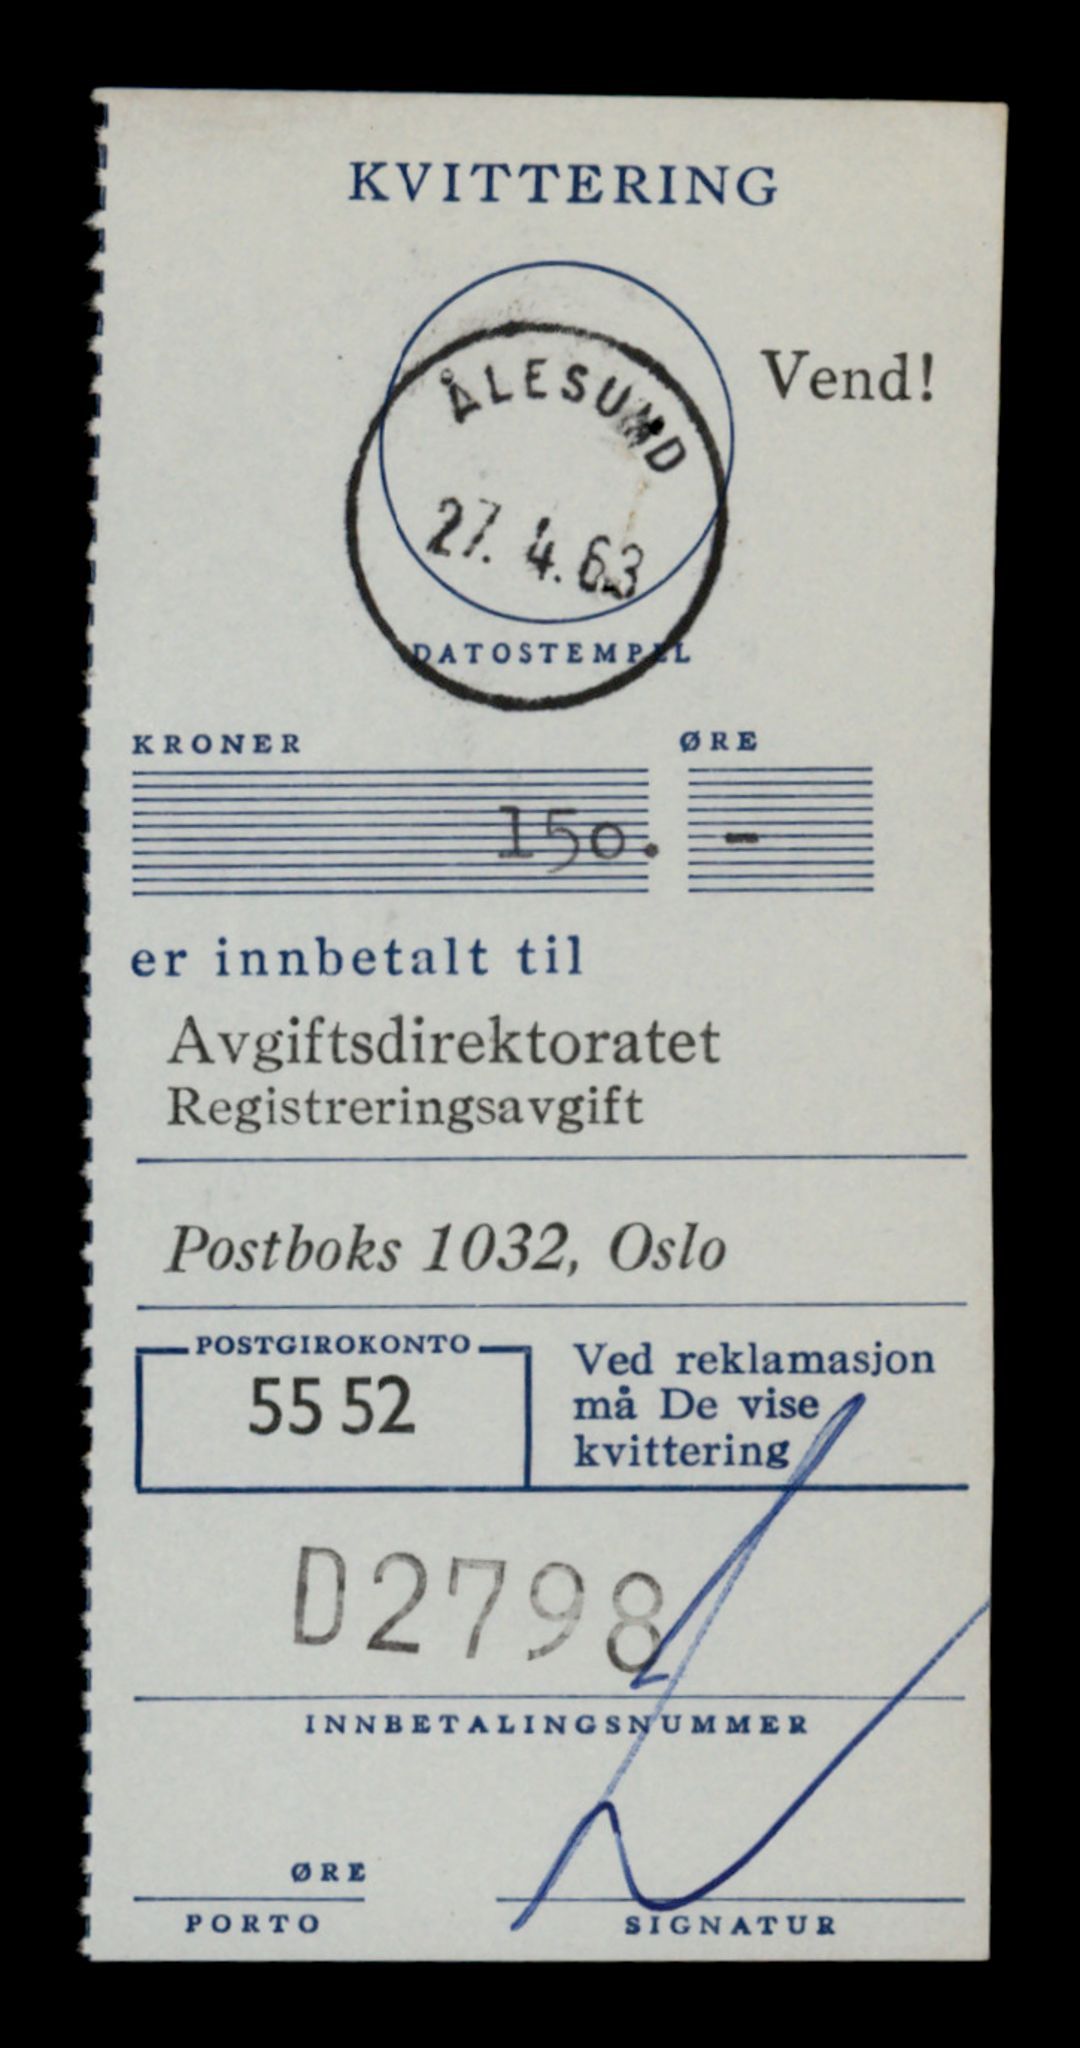 KVITTERING
Vend!
ÅLESUND
27. 4. 63
DATOSTEMPEL
KRONER ØRE
150. -
er innbetalt til
Avgiftsdirektoratet
Registreringsavgift
Postboks 1032, Oslo
POSTGIROKONTO
55 52
Ved reklamasjon
må De vise
kvittering
D2798
INNBETALINGSNUMMER
ØRE
PORTO SIGNATUR